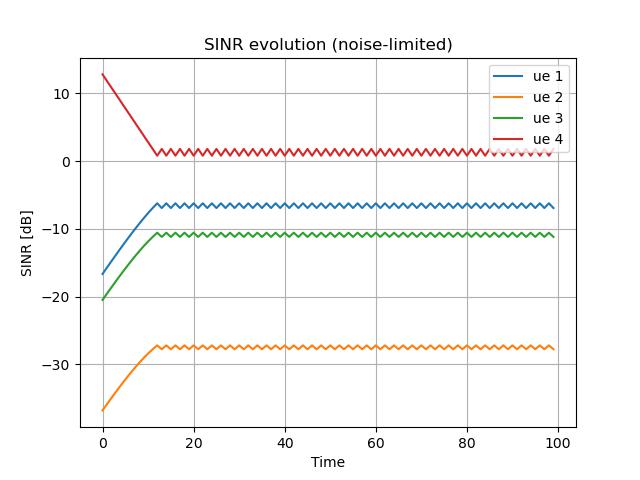 SINR evolution (noise-limited)
ue 1
ue 2
ue 3
ue 4
10
0
−10
−20
−30
SINR [dB]
0 20 40 60 80 100
Time